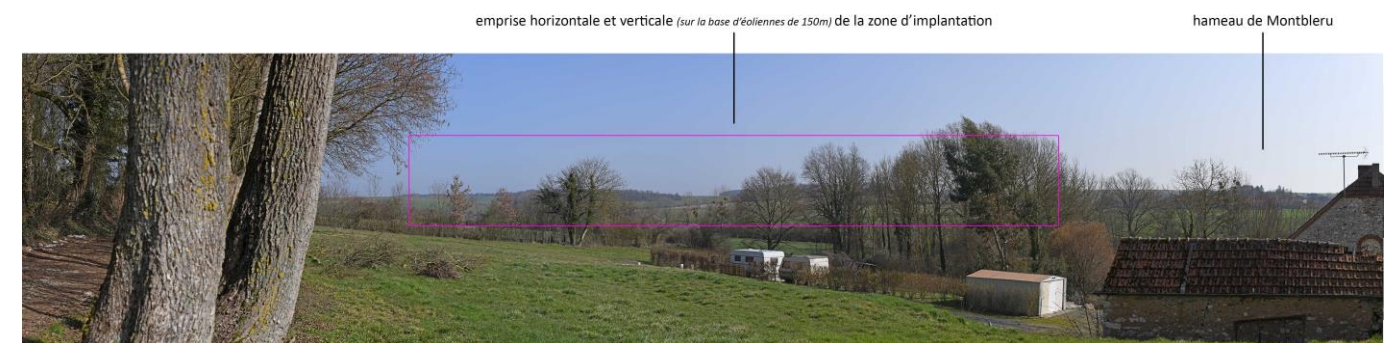 emprise horizontale et verticale (sur la base d'éoliennes de 150m) de la zone d'implantation
hameau de Montbleru